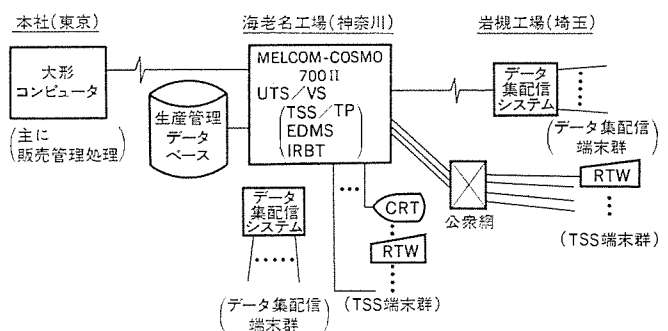 本社(東京)
海老名工場(神奈川)
岩槻工場(埼玉)
大形
コンピュータ
(主に
販売管理処理)
生産管理
データ
ベース
MELCOM-COSMO
700Ⅱ
UTS/VS
(TSS/TP
EDMS
IRBT)
データ
集配信
システム
(データ集配信
端末群)
データ
集配信
システム
(データ集配信
端末群)
CRT
RTW
(TSS端末群)
公衆網
RTW
(TSS端末群)